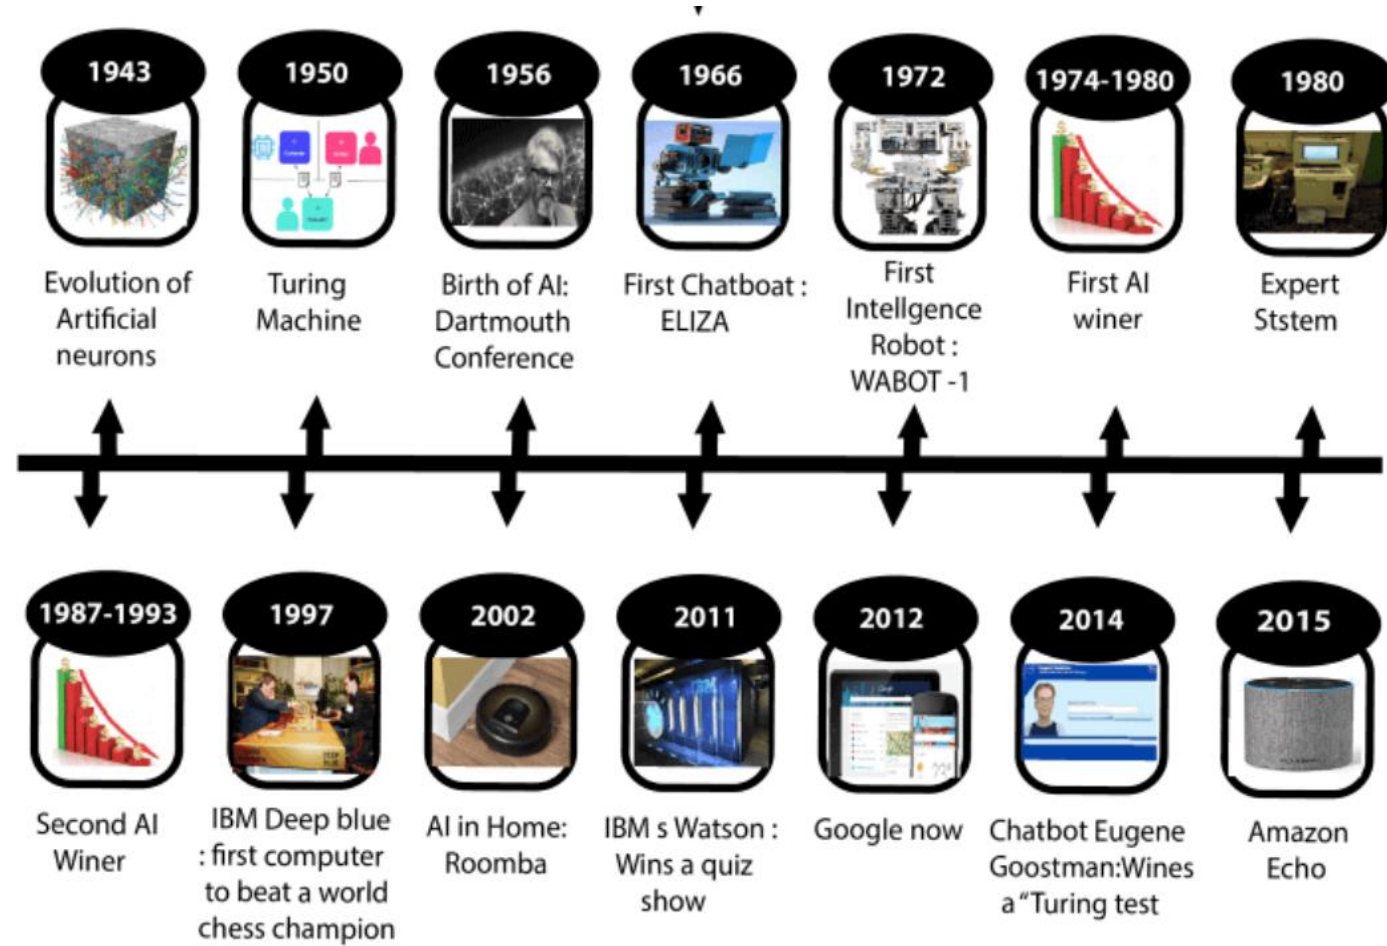 1943
1950
1956
1966
1972
1974-1980
1980
Evolution of
Artificial
neurons
Turing
Machine
Birth of AI:
Dartmouth
Conference
First Chatboat :
ELIZA
First
Intellgence
Robot :
WABOT -1
First AI
winer
Expert
Ststem
1987-1993
1997
2002
2011
2012
2014
2015
Second AI
Winer
IBM Deep blue
: first computer
to beat a world
chess champion
AI in Home:
Roomba
IBM s Watson :
Wins a quiz
show
Google now
Chatbot Eugene
Goostman:Wines
a “Turing test
Amazon
Echo